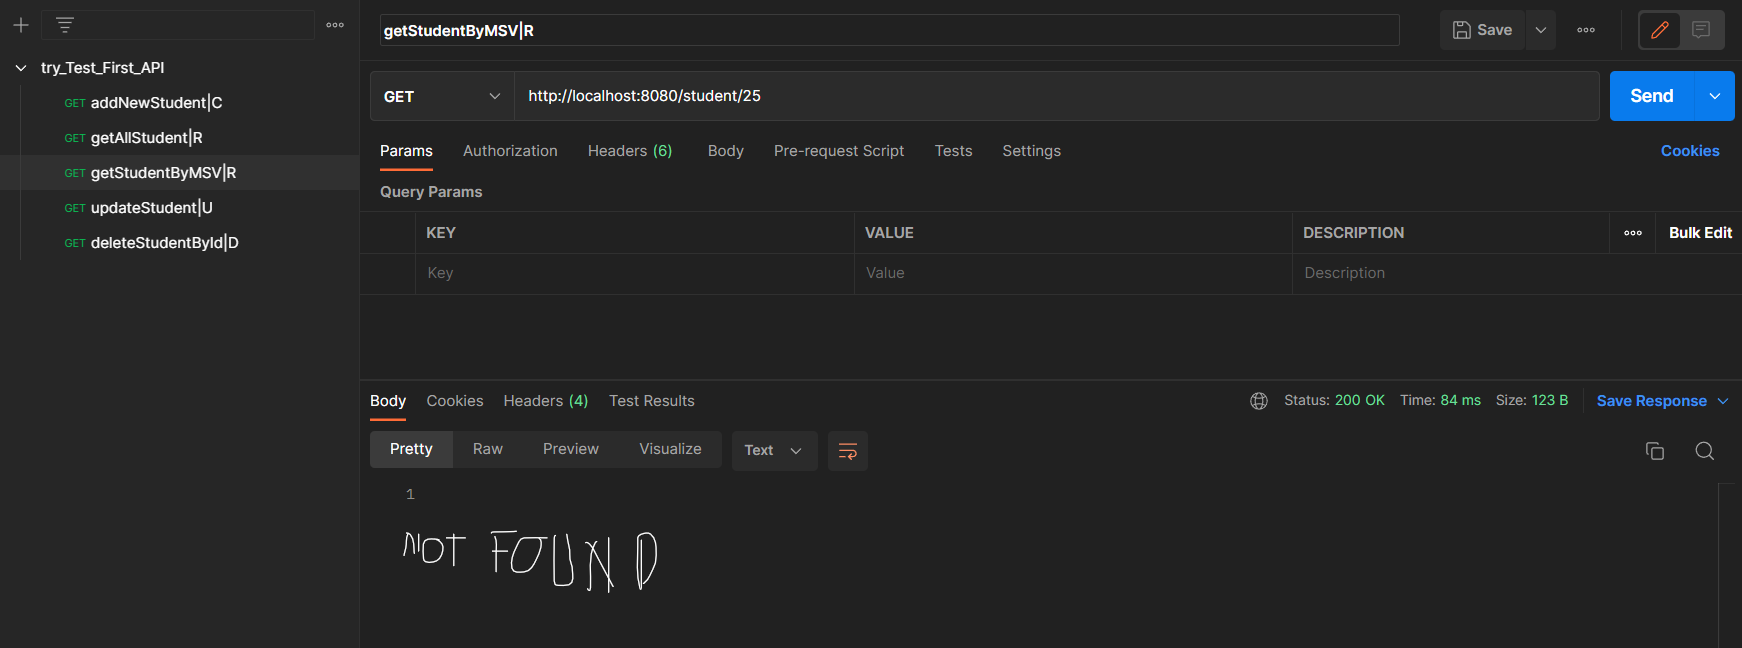 getStudentByMSV|R
Save
try_Test_First_API
GET addNewStudent|C
GET getAllStudent|R
GET getStudentByMSV|R
GET updateStudent|U
GET deleteStudentById|D
GET http://localhost:8080/student/25 Send
Params Authorization Headers (6) Body Pre-request Script Tests Settings Cookies
Query Params
KEY VALUE DESCRIPTION Bulk Edit
Key Value Description
Body Cookies Headers (4) Test Results Status: 200 OK Time: 84 ms Size: 123 B Save Response
Pretty Raw Preview Visualize Text
1
NOT FOUND